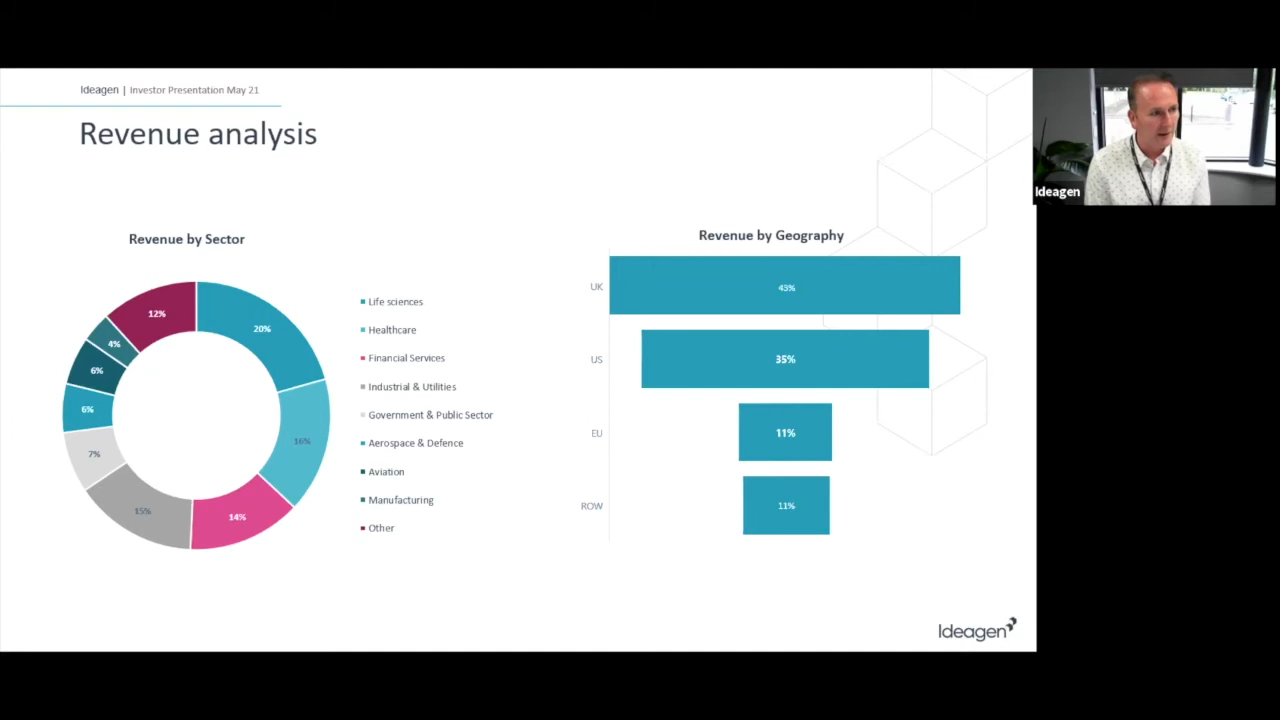 Ideagen | Investor Presentation May 21
Revenue analysis
Revenue by Sector
20%
16%
14%
15%
7%
6%
6%
4%
12%
Life sciences
Healthcare
Financial Services
Industrial & Utilities
Government & Public Sector
Aerospace & Defence
Aviation
Manufacturing
Other
Revenue by Geography
UK 43%
US 35%
EU 11%
ROW 11%
Ideagen
Ideagen